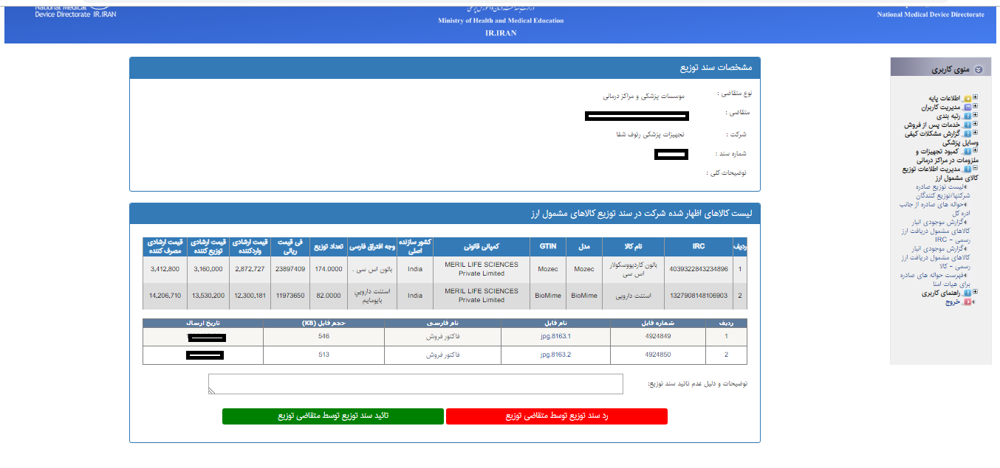 National Medical
Device Directorate IR.IRAN
Ministry of Health and Medical Education
IR.IRAN
National Medical Device Directorate
منوی کاربری
اطلاعات پایه
مدیریت کاربران
رتبه بندی
خدمات پس از فروش
گزارش مشکلات کیفی
وسایل پزشکی
کمبود تجهیزات و
ملزومات در مراکز درمانی
مدیریت اطلاعات توزیع
کالای مشمول ارز
لیست توزیع صادره
شرکتها/توزیع کنندگان
حواله های صادره از جانب
اداره کل
گزارش موجودی انبار
کالاهای مشمول دریافت ارز
رسمی - IRC
گزارش موجودی انبار
کالاهای مشمول دریافت ارز
رسمی - کالا
فهرست حواله های صادره
برای هیات امنا
راهنمای کاربری
خروج
مشخصات سند توزیع
نوع متقاضی : موسسات پزشکی و مراکز درمانی
متقاضی :
شرکت : تجهیزات پزشکی رئوف شفا
شماره سند :
توضیحات کلی :
لیست کالاهای اظهار شده شرکت در سند توزیع کالاهای مشمول ارز
ردیف IRC نام کالا مدل GTIN کمپانی قانونی کشور سازنده اصلی وجه افتراق فارسی تعداد توزیع فی قیمت ریالی قیمت ارشادی واردکننده قیمت ارشادی توزیع کننده قیمت ارشادی مصرف کننده
1 4039322843234896 بالون کاردیووسکولار اس سی Mozec Mozec MERIL LIFE SCIENCES Private Limited India بالون اس سی . 174.0000 23897409 2,872,727 3,160,000 3,412,800
2 1327908148106903 استنت دارویی BioMime BioMime MERIL LIFE SCIENCES Private Limited India استنت دارویي بایومایم 82.0000 11973650 12,300,181 13,530,200 14,206,710
ردیف شماره فایل نام فایل نام فارسی حجم فایل (KB) تاریخ ارسال
1 4924849 jpg.8163.1 فاکتور فروش 546
2 4924850 jpg.8163.2 فاکتور فروش 513
توضیحات و دلیل عدم تائید سند توزیع:
رد سند توزیع توسط متقاضی توزیع
تائید سند توزیع توسط متقاضی توزیع